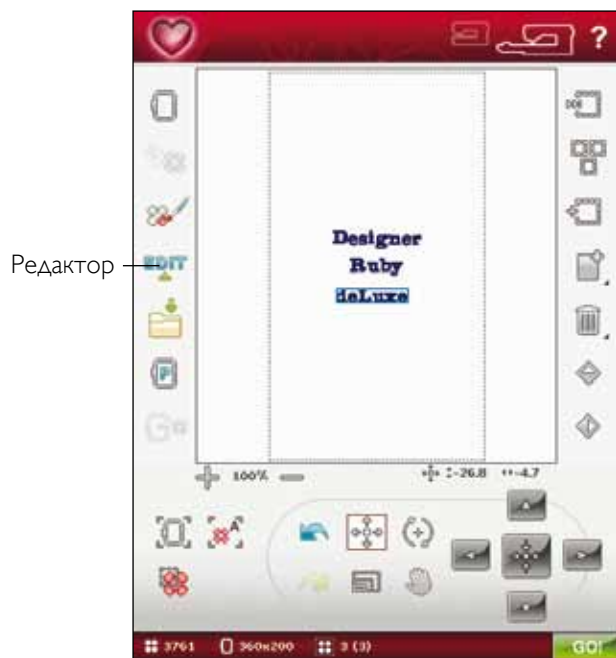 ?
Редактор
EDIT
Designer
Ruby
deLuxe
100%
-26.8
-4.7
A
3761
360x200
3 (3)
GO!